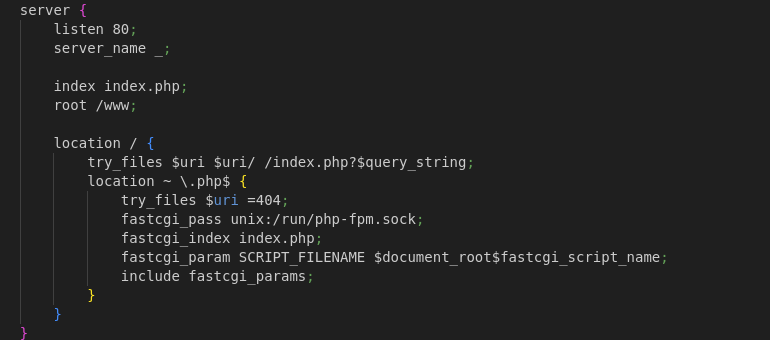 server {
    listen 80;
    server_name _;

    index index.php;
    root /www;

    location / {
        try_files $uri $uri/ /index.php?$query_string;
        location ~ \.php$ {
            try_files $uri =404;
            fastcgi_pass unix:/run/php-fpm.sock;
            fastcgi_index index.php;
            fastcgi_param SCRIPT_FILENAME $document_root$fastcgi_script_name;
            include fastcgi_params;
        }
    }
}